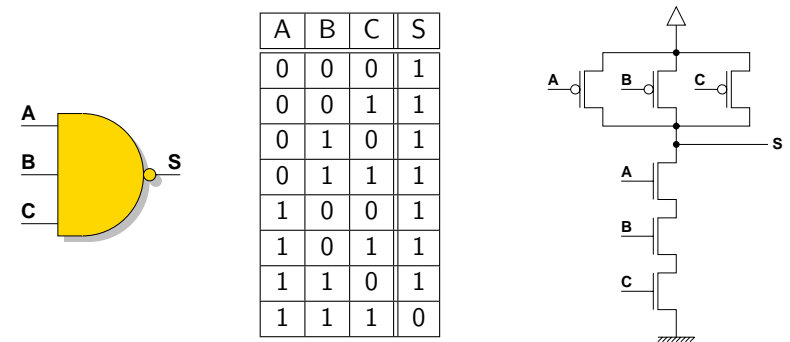 A
B
C
S
A B C S
0 0 0 1
0 0 1 1
0 1 0 1
0 1 1 1
1 0 0 1
1 0 1 1
1 1 0 1
1 1 1 0
A B C
S
A
B
C